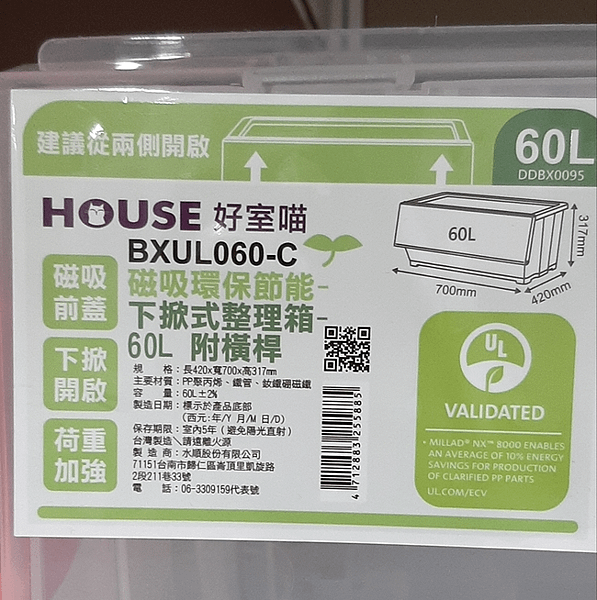 建議從兩側開啟
60L
DDBX0095
HOUSE 好室喵
BXUL060-C
磁吸環保節能-
下掀式整理箱-
60L 附橫桿
磁吸
前蓋
下掀
開啟
荷重
加強
60L
317mm
700mm
420mm
規 格：長420x寬700x高317mm
主要材質：PP聚丙烯、鐵管、釹鐵硼磁鐵
容 量：60L±2%
製造日期：標示於產品底部
(西元:年/Y 月/M 日/D)
保存期限：室內5年（避免陽光直射）
台灣製造╲請遠離火源
製 造 商：水順股份有限公司
71151台南市歸仁區崙頂里凱旋路
2段211巷33號
電 話：06-3309159代表號
4 712883 255885
UL
VALIDATED
• MILLAD® NX™ 8000 ENABLES
AN AVERAGE OF 10% ENERGY
SAVINGS FOR PRODUCTION
OF CLARIFIED PP PARTS
UL.COM/ECV